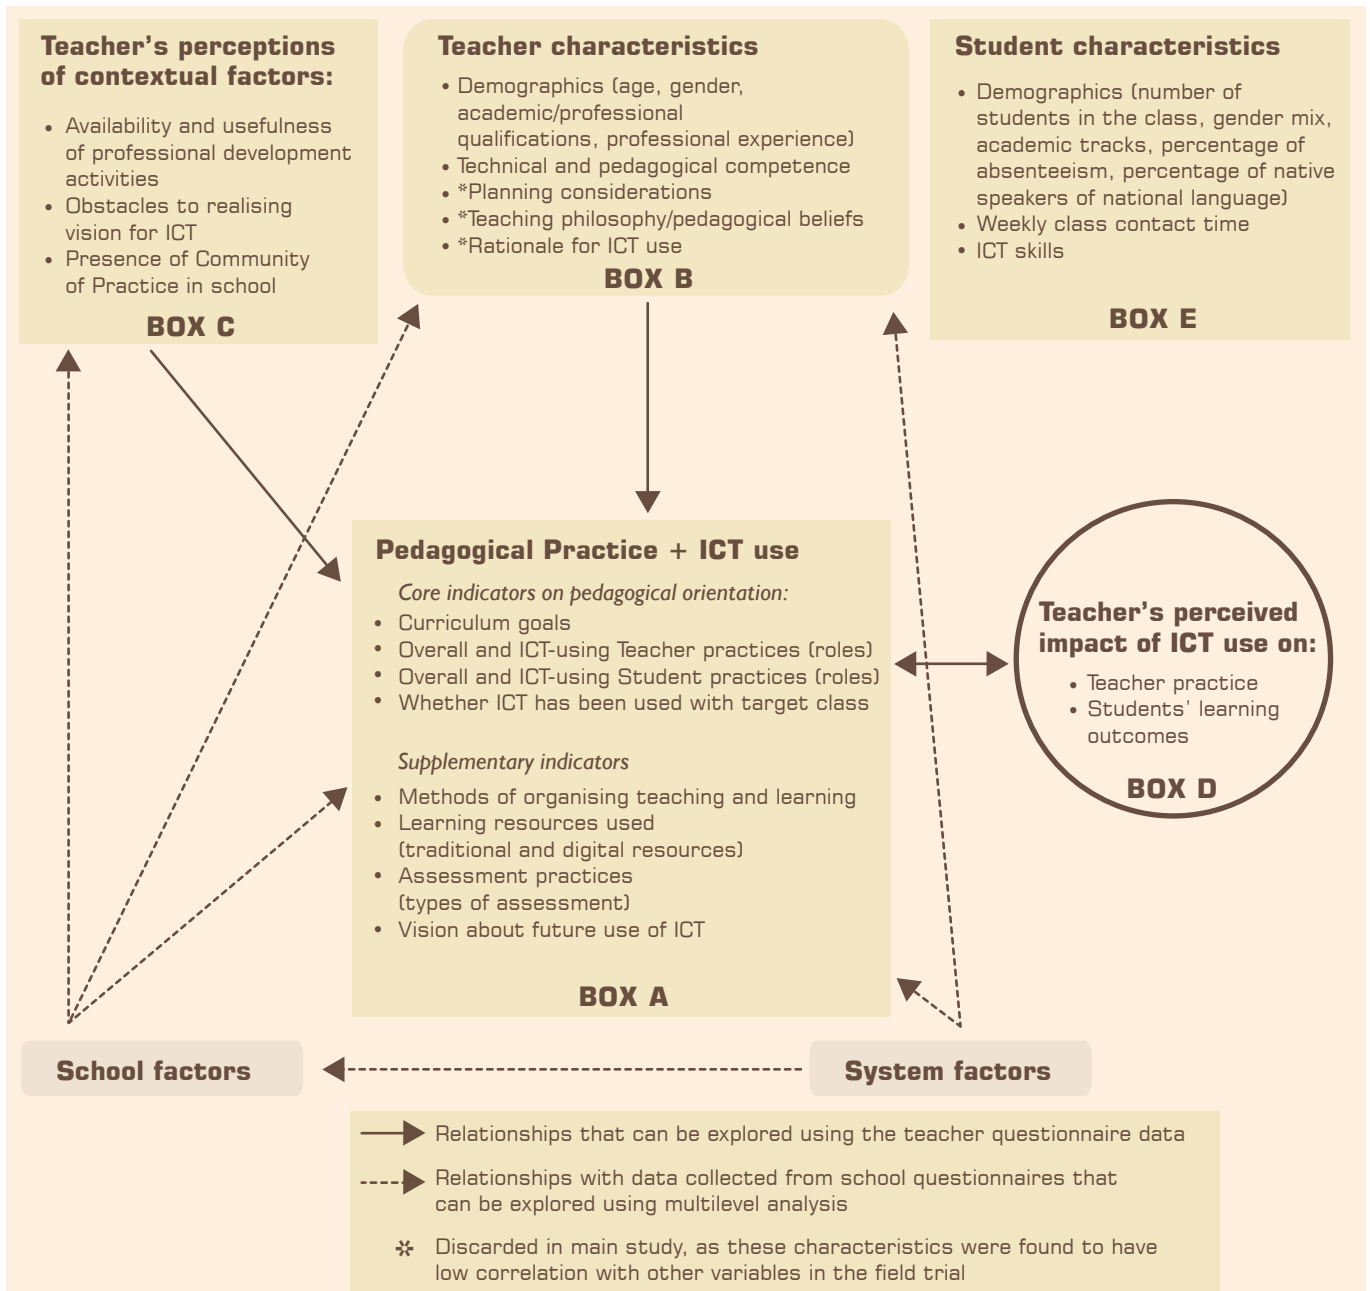 Teacher's perceptions
of contextual factors:
• Availability and usefulness
of professional development
activities
• Obstacles to realising
vision for ICT
• Presence of Community
of Practice in school
BOX C
Teacher characteristics
• Demographics (age, gender,
academic/professional
qualifications, professional experience)
• Technical and pedagogical competence
• *Planning considerations
• *Teaching philosophy/pedagogical beliefs
• *Rationale for ICT use
BOX B
Student characteristics
• Demographics (number of
students in the class, gender mix,
academic tracks, percentage of
absenteeism, percentage of native
speakers of national language)
• Weekly class contact time
• ICT skills
BOX E
Pedagogical Practice + ICT use
Core indicators on pedagogical orientation:
• Curriculum goals
• Overall and ICT-using Teacher practices (roles)
• Overall and ICT-using Student practices (roles)
• Whether ICT has been used with target class
Supplementary indicators
• Methods of organising teaching and learning
• Learning resources used
(traditional and digital resources)
• Assessment practices
(types of assessment)
• Vision about future use of ICT
BOX A
Teacher's perceived
impact of ICT use on:
• Teacher practice
• Students' learning
outcomes
BOX D
School factors
System factors
Relationships that can be explored using the teacher questionnaire data
Relationships with data collected from school questionnaires that
can be explored using multilevel analysis
* Discarded in main study, as these characteristics were found to have
low correlation with other variables in the field trial